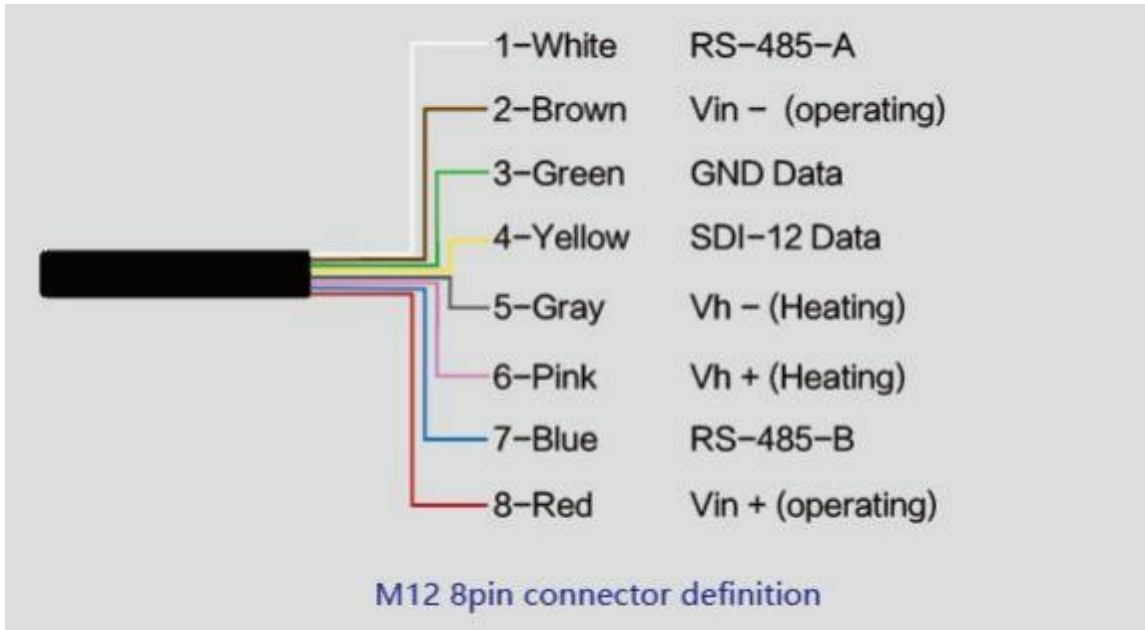 1-White RS-485-A
2-Brown Vin - (operating)
3-Green GND Data
4-Yellow SDI-12 Data
5-Gray Vh - (Heating)
6-Pink Vh + (Heating)
7-Blue RS-485-B
8-Red Vin + (operating)
M12 8pin connector definition